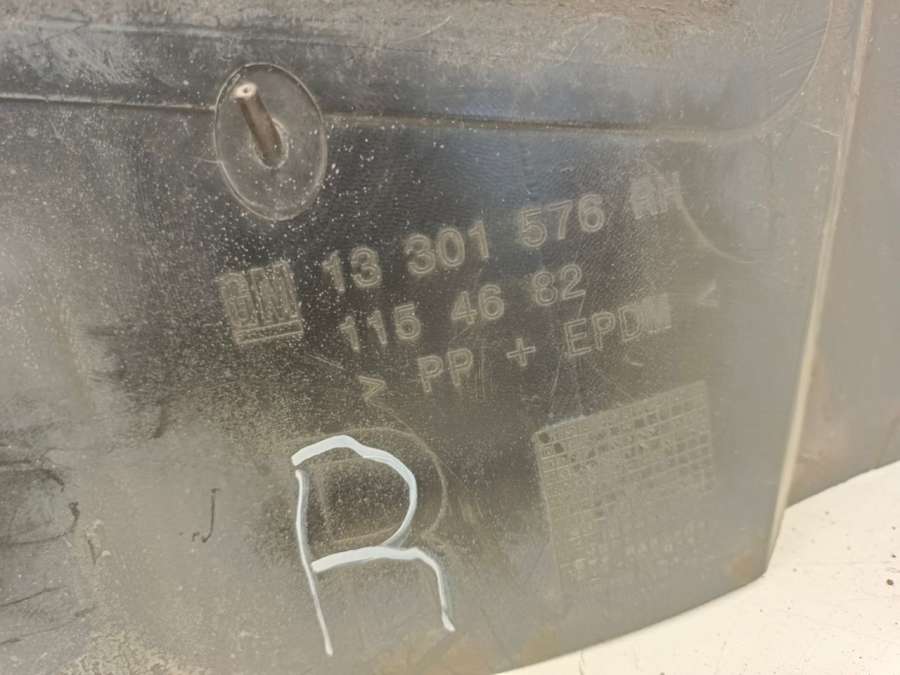 GM 13 301 576 RH
115 46 82
> PP + EPDM <
R